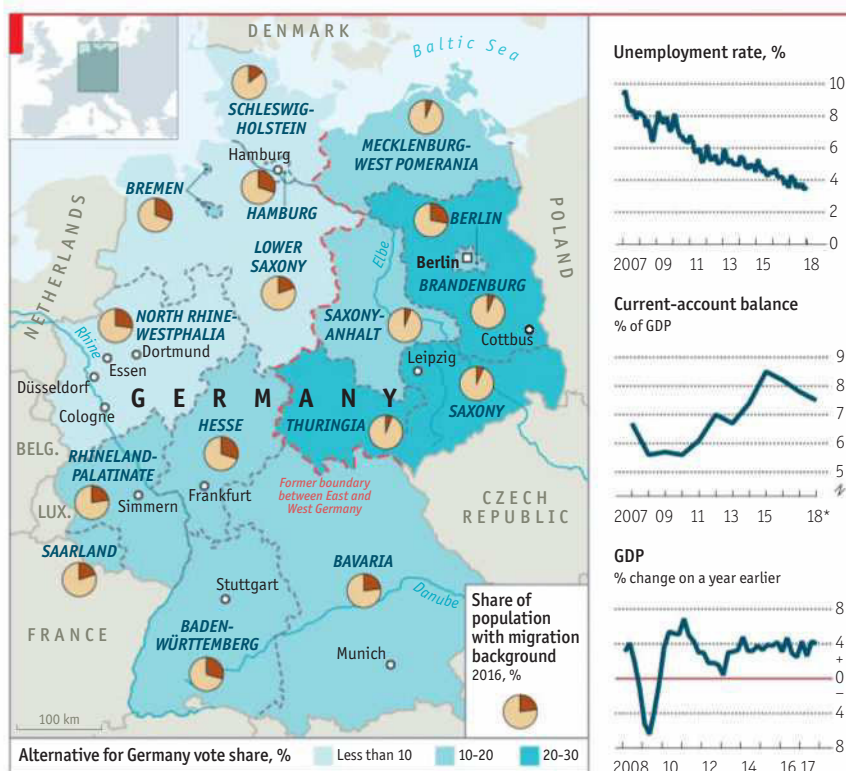 DENMARK
Baltic Sea
SCHLESWIG-
HOLSTEIN
MECKLENBURG-
WEST POMERANIA
Hamburg
BREMEN
HAMBURG
BERLIN
NETHERLANDS
LOWER
SAXONY
Elbe
Berlin
POLAND
BRANDENBURG
NORTH RHINE-
WESTPHALIA
SAXONY-
ANHALT
Cottbus
Rhine
Dortmund
Essen
Leipzig
Düsseldorf
GERMANY
Cologne
SAXONY
HESSE
THURINGIA
BELG.
RHINELAND-
PALATINATE
Former boundary
between East and
West Germany
Frankfurt
Simmern
CZECH
REPUBLIC
LUX.
SAARLAND
BAVARIA
Stuttgart
Danube
FRANCE
BADEN-
WÜRTTEMBERG
Munich
Share of
population
with migration
background
2016, %
100 km
Alternative for Germany vote share, %
Less than 10
10-20
20-30
Unemployment rate, %
10
8
6
4
2
0
2007 09 11 13 15 18
Current-account balance
% of GDP
9
8
7
6
5
2007 09 11 13 15 18*
GDP
% change on a year earlier
8
4
+
0
–
4
8
2008 10 12 14 16 17